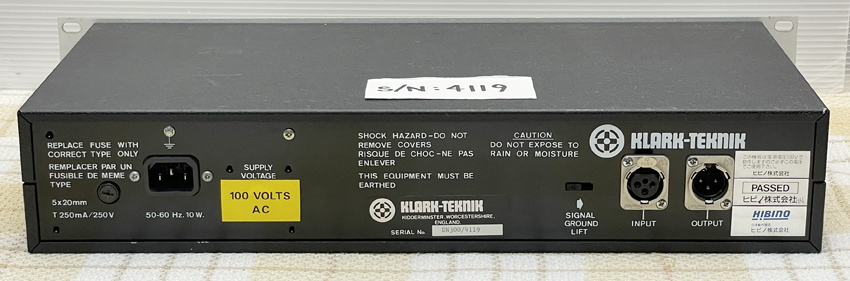 S/N: 4119
REPLACE FUSE WITH
CORRECT TYPE ONLY
REMPLACER PAR UN
FUSIBLE DE MEME
TYPE
5x20mm
T 250mA/250V
50-60 Hz. 10 W.
SUPPLY
VOLTAGE
100 VOLTS
AC
SHOCK HAZARD-DO NOT
REMOVE COVERS
RISQUE DE CHOC-NE PAS
ENLEVER
THIS EQUIPMENT MUST BE
EARTHED
KLARK-TEKNIK
KIDDERMINSTER, WORCESTERSHIRE,
ENGLAND.
SERIAL No. DN300/4119
CAUTION
DO NOT EXPOSE TO
RAIN OR MOISTURE
KLARK-TEKNIK
SIGNAL
GROUND
LIFT
INPUT
OUTPUT
ヒビノ株式会社
PASSED
ヒビノ株式会社
HIBINO
ヒビノ株式会社